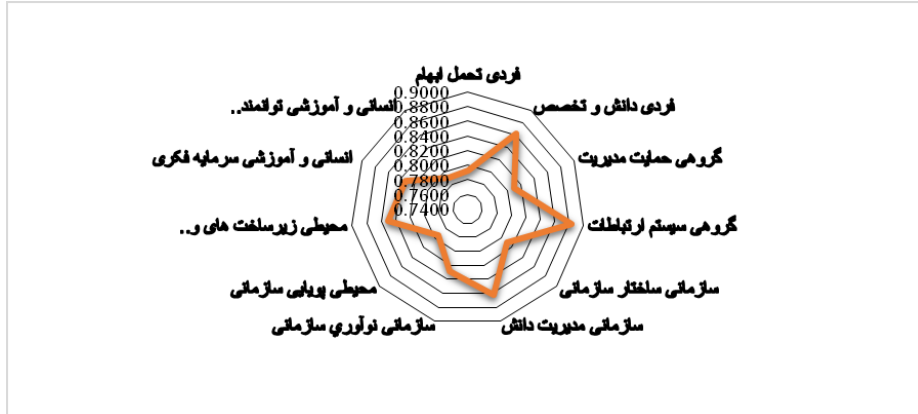 فردی تحمل ابهام
فردی دانش و تخصص
گروهی حمایت مدیریت
گروهی سیستم ارتباطات
سازمانی ساختار سازمانی
سازمانی مدیریت دانش
سازمانی نوآوري سازمانی
محیطی پویایی سازمانی
محیطی زیرساخت های و..
انسانی و آموزشی سرمایه فکری
انسانی و آموزشی توانمند..
0.9000
0.8800
0.8600
0.8400
0.8200
0.8000
0.7800
0.7600
0.7400